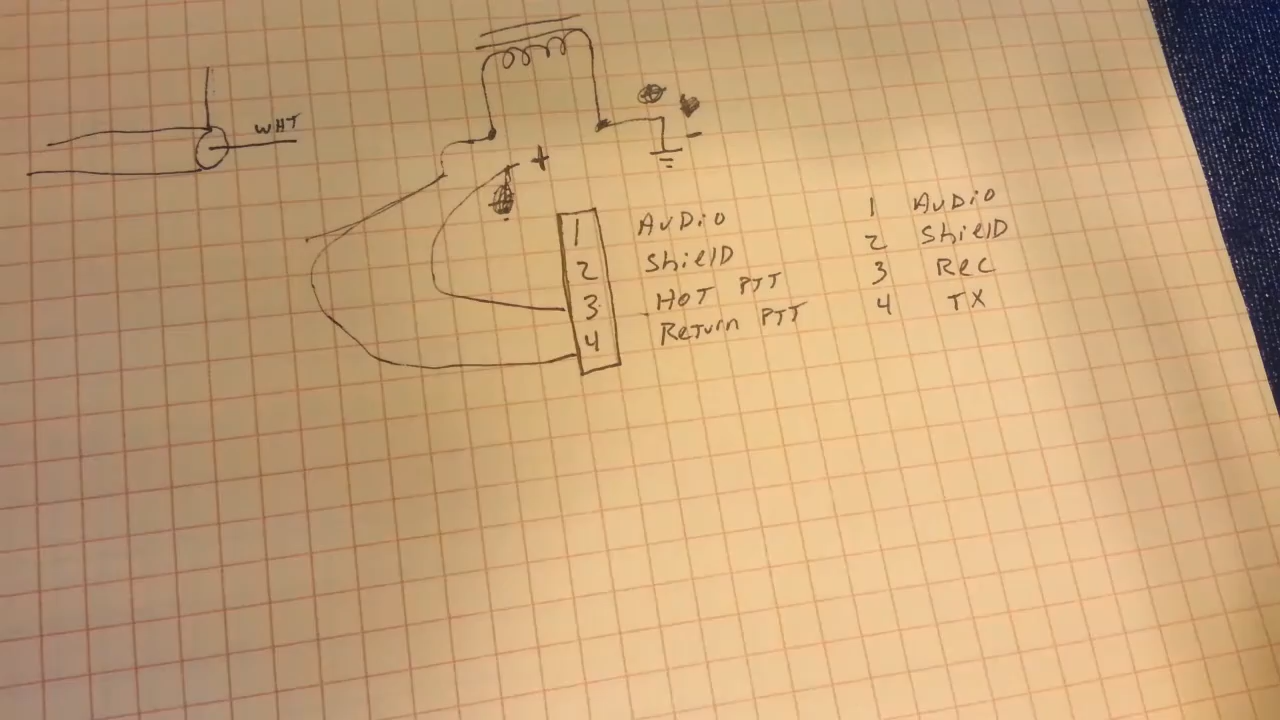 WHT
+
-
1 AUDIO
2 SHIELD
3 HOT PTT
4 Return PTT
1 AUDIO
2 SHIELD
3 REC
4 TX